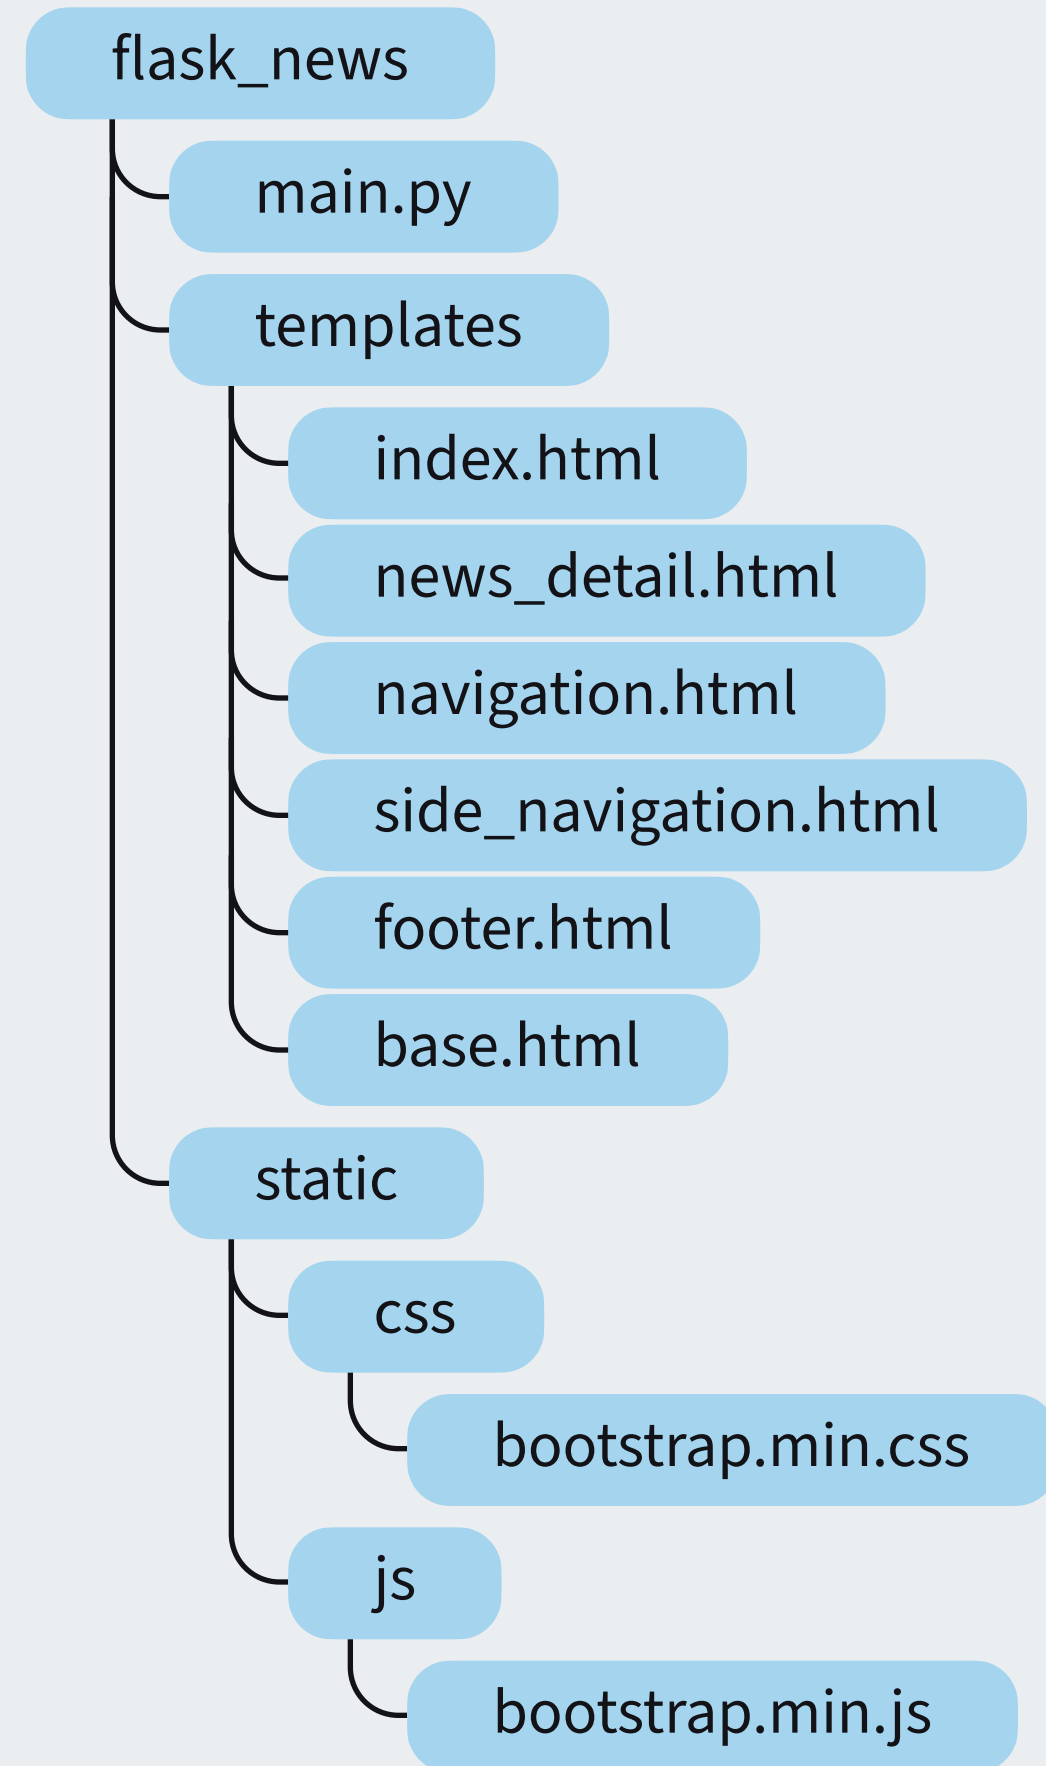 flask_news
main.py
templates
index.html
news_detail.html
navigation.html
side_navigation.html
footer.html
base.html
static
css
bootstrap.min.css
js
bootstrap.min.js